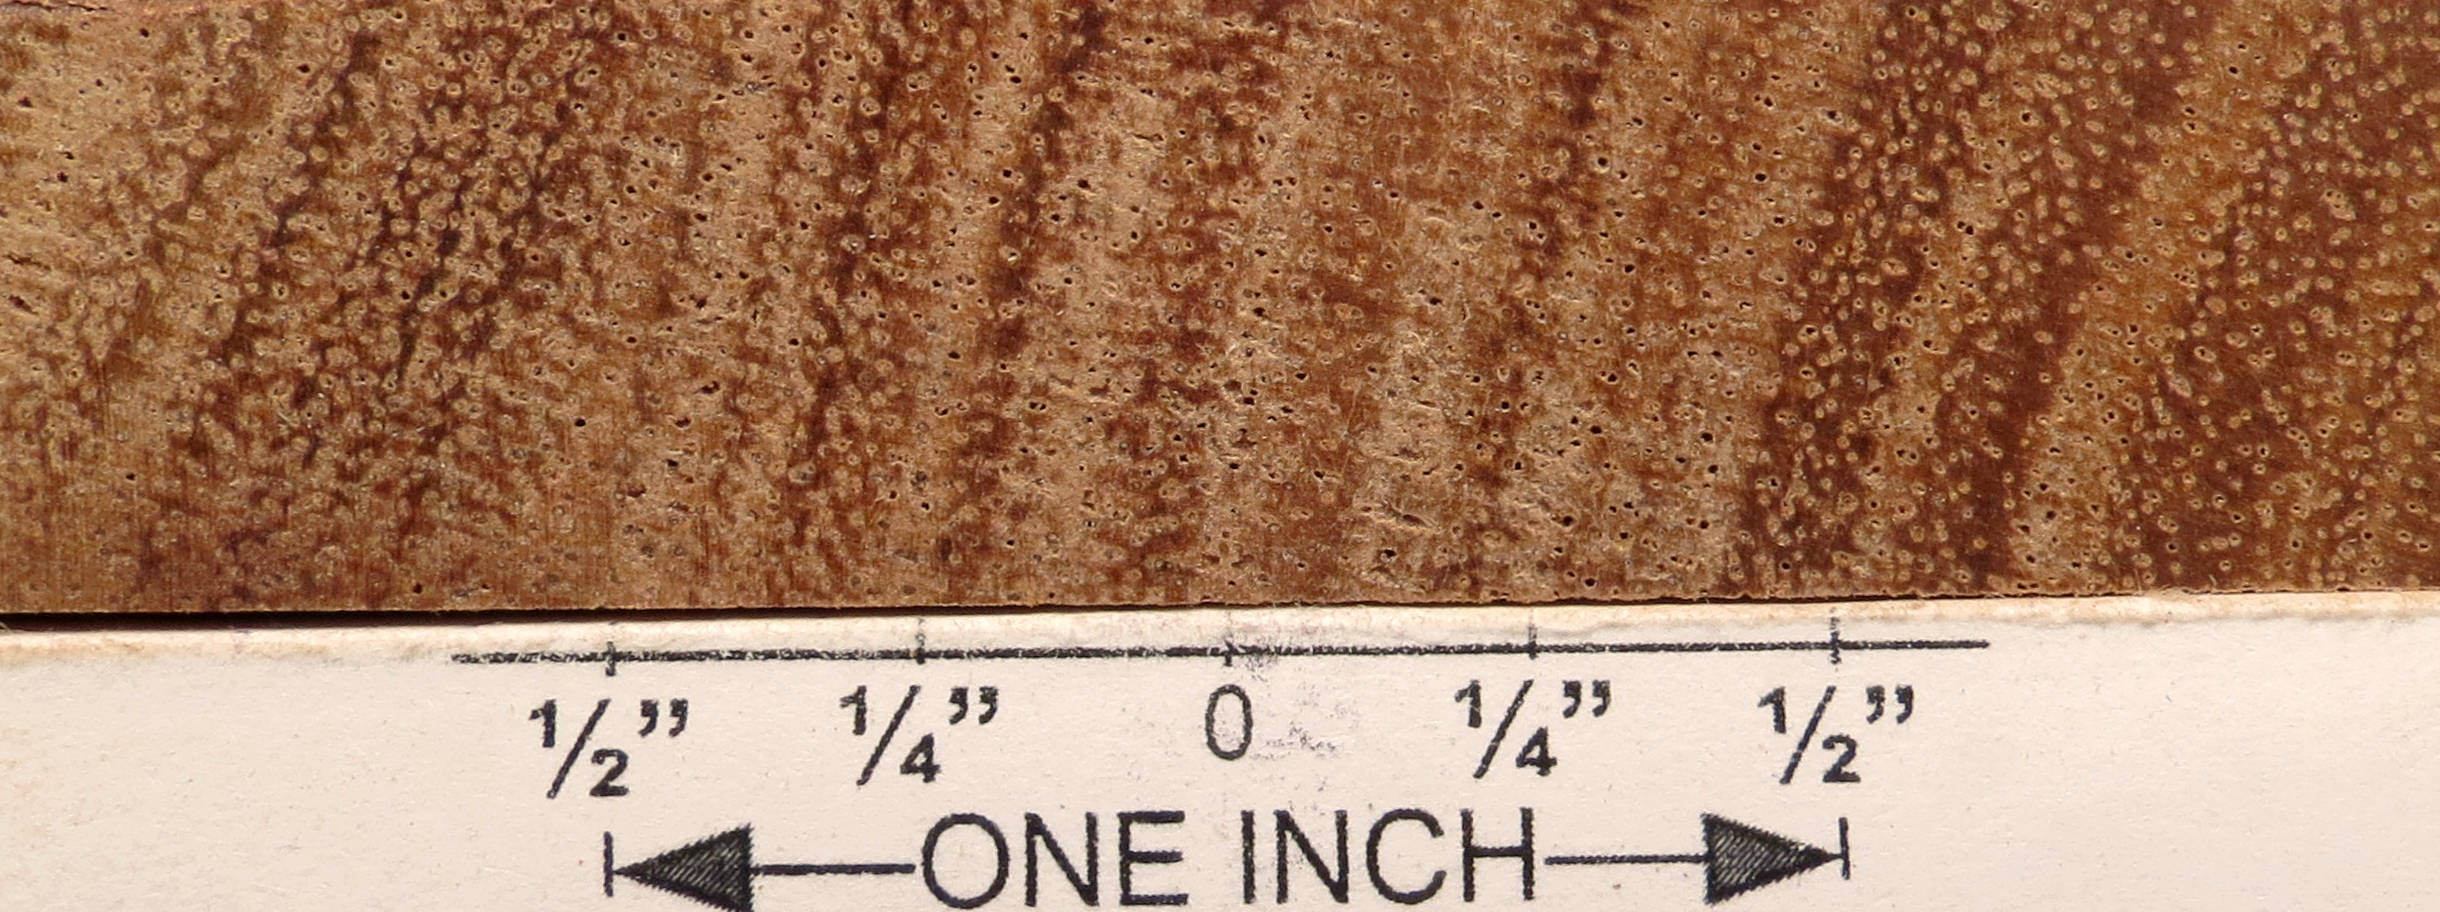 1/2” 1/4” 0 1/4” 1/2”
ONE INCH